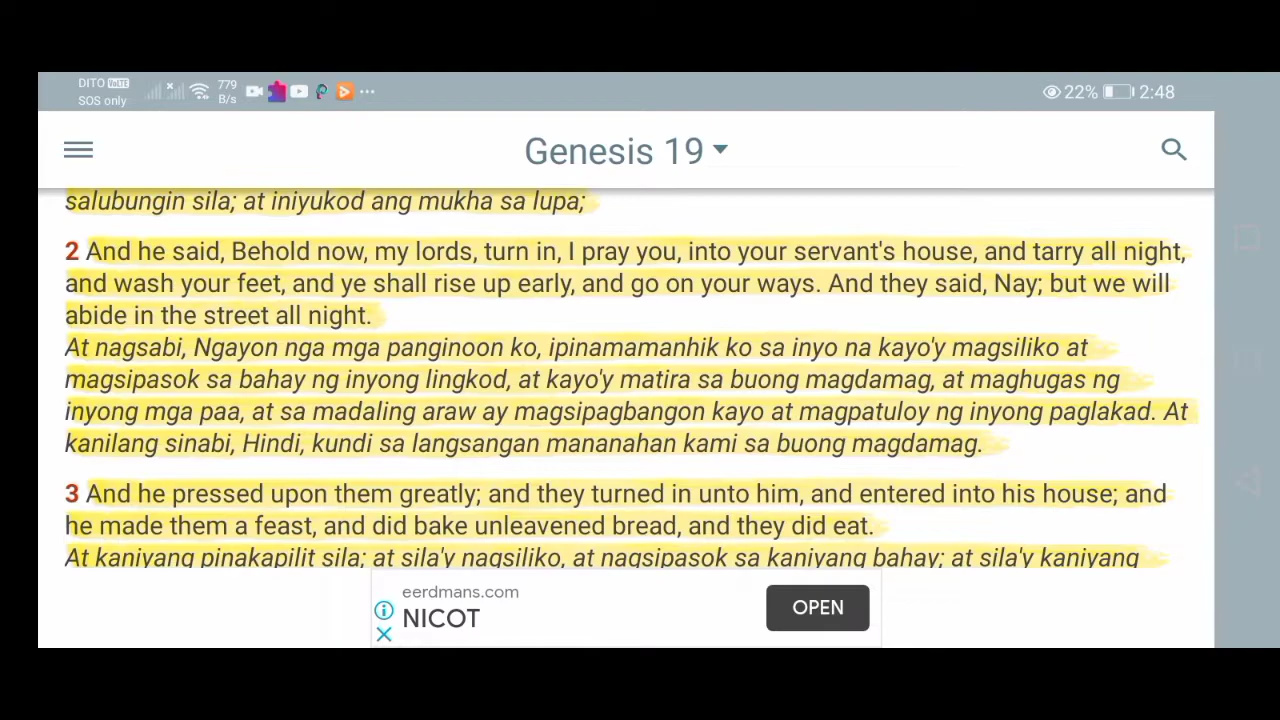 DITO VoLTE
SOS only
779
B/s
22%
2:48
Genesis 19
salubungin sila; at iniyukod ang mukha sa lupa;
2 And he said, Behold now, my lords, turn in, I pray you, into your servant's house, and tarry all night,
and wash your feet, and ye shall rise up early, and go on your ways. And they said, Nay; but we will
abide in the street all night.
At nagsabi, Ngayon nga mga panginoon ko, ipinamamanhik ko sa inyo na kayo'y magsiliko at
magsipasok sa bahay ng inyong lingkod, at kayo'y matira sa buong magdamag, at maghugas ng
inyong mga paa, at sa madaling araw ay magsipagbangon kayo at magpatuloy ng inyong paglakad. At
kanilang sinabi, Hindi, kundi sa langsangan mananahan kami sa buong magdamag.
3 And he pressed upon them greatly; and they turned in unto him, and entered into his house; and
he made them a feast, and did bake unleavened bread, and they did eat.
At kaniyang pinakapilit sila; at sila'y nagsiliko, at nagsipasok sa kaniyang bahay; at sila'y kaniyang
eerdmans.com
NICOT
OPEN